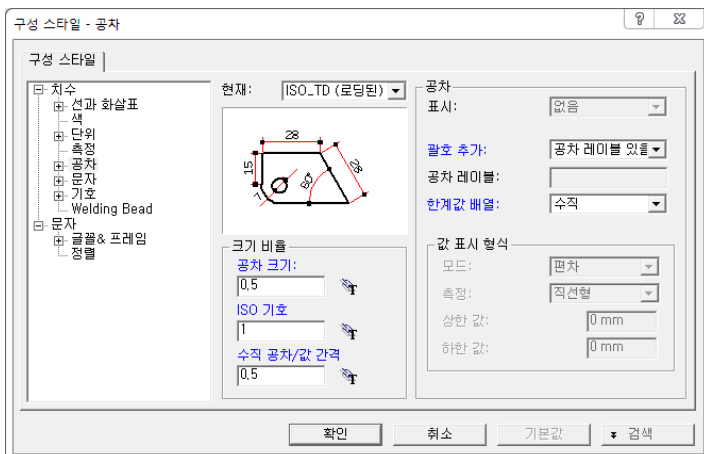 구성 스타일 - 공차
구성 스타일
치수
선과 화살표
색
단위
측정
공차
문자
기호
Welding Bead
문자
글꼴& 프레임
정렬
현재: ISO_TD (로딩된)
28
15
28
60°
7
크기 비율
공차 크기:
0,5
ISO 기호
1
수직 공차/값 간격
0,5
공차
표시: 없음
괄호 추가: 공차 레이블 있을
공차 레이블:
한계값 배열: 수직
값 표시 형식
모드: 편차
측정: 직선형
상한 값: 0 mm
하한 값: 0 mm
확인 취소 기본값 검색